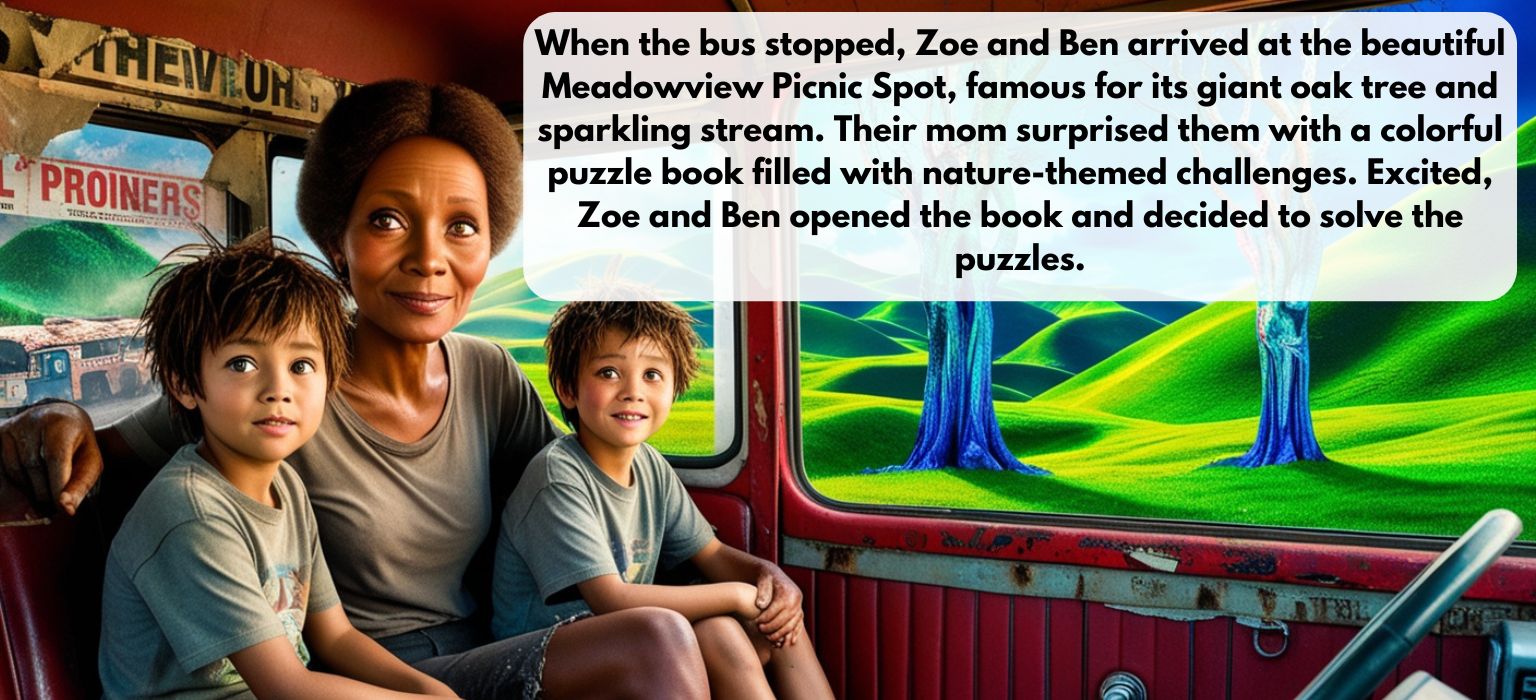 When the bus stopped, Zoe and Ben arrived at the beautiful
Meadowview Picnic Spot, famous for its giant oak tree and
sparkling stream. Their mom surprised them with a colorful
puzzle book filled with nature-themed challenges. Excited,
Zoe and Ben opened the book and decided to solve the
puzzles.
PROINERS